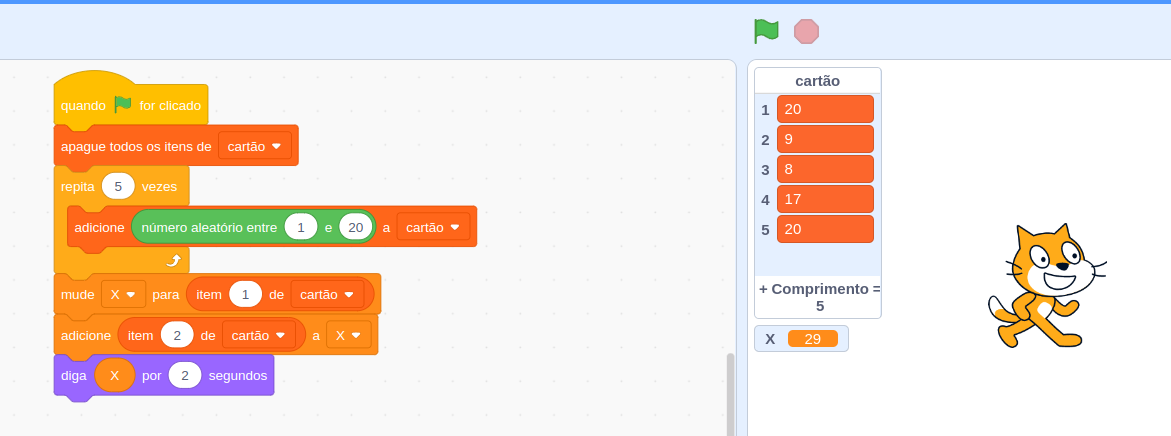 quando for clicado
apague todos os itens de cartão
repita 5 vezes
adicione número aleatório entre 1 e 20 a cartão
mude X para item 1 de cartão
adicione item 2 de cartão a X
diga X por 2 segundos
cartão
1 20
2 9
3 8
4 17
5 20
+ Comprimento =
5
X 29